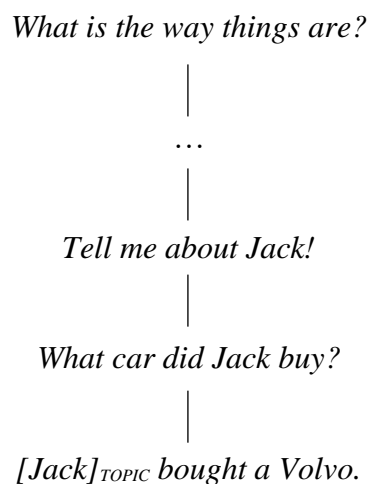 What is the way things are?
…
Tell me about Jack!
What car did Jack buy?
[Jack]TOPIC bought a Volvo.